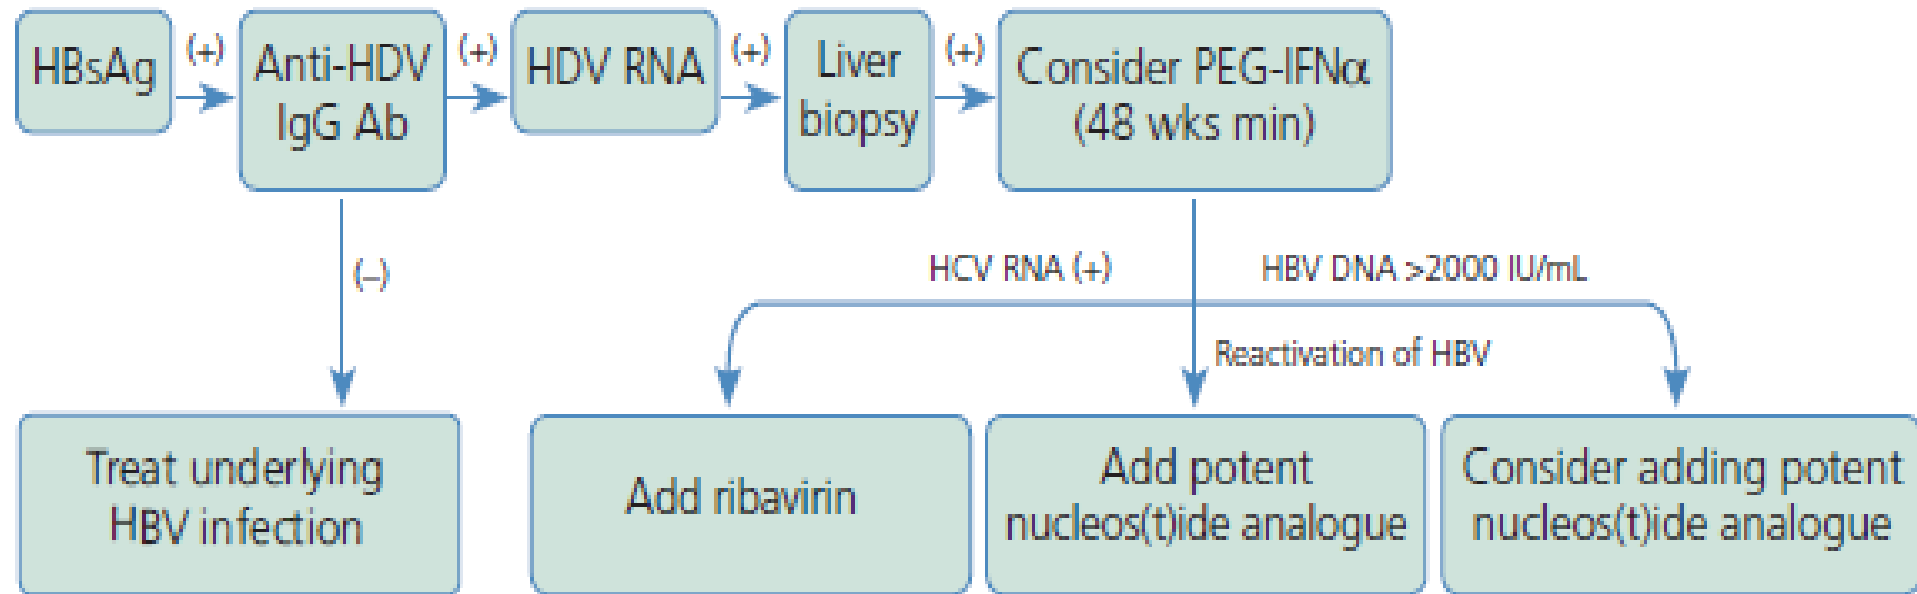 HBsAg
(+)
Anti-HDV
IgG Ab
(+)
HDV RNA
(+)
Liver
biopsy
(+)
Consider PEG-IFNα
(48 wks min)
(–)
HCV RNA (+)
HBV DNA >2000 IU/mL
Reactivation of HBV
Treat underlying
HBV infection
Add ribavirin
Add potent
nucleos(t)ide analogue
Consider adding potent
nucleos(t)ide analogue